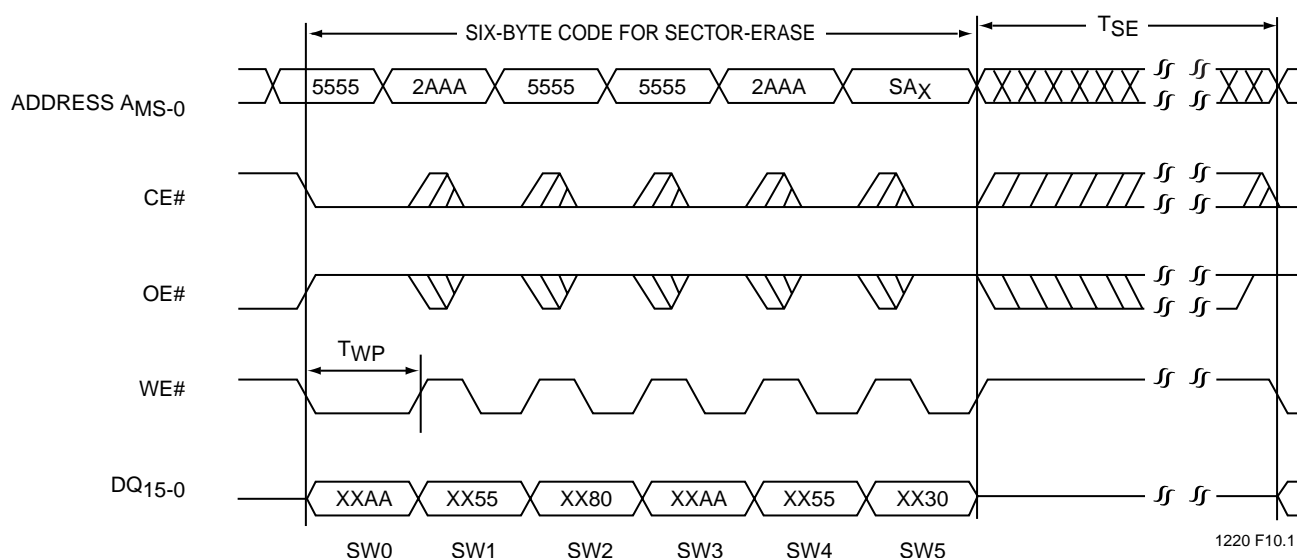 SIX-BYTE CODE FOR SECTOR-ERASE TSE
ADDRESS AMS-0 5555 2AAA 5555 5555 2AAA SAX
CE#
OE#
TWP
WE#
DQ15-0 XXAA XX55 XX80 XXAA XX55 XX30
SW0 SW1 SW2 SW3 SW4 SW5
1220 F10.1